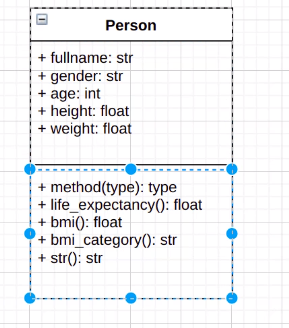 Person
+ fullname: str
+ gender: str
+ age: int
+ height: float
+ weight: float
+ method(type): type
+ life_expectancy(): float
+ bmi(): float
+ bmi_category(): str
+ str(): str